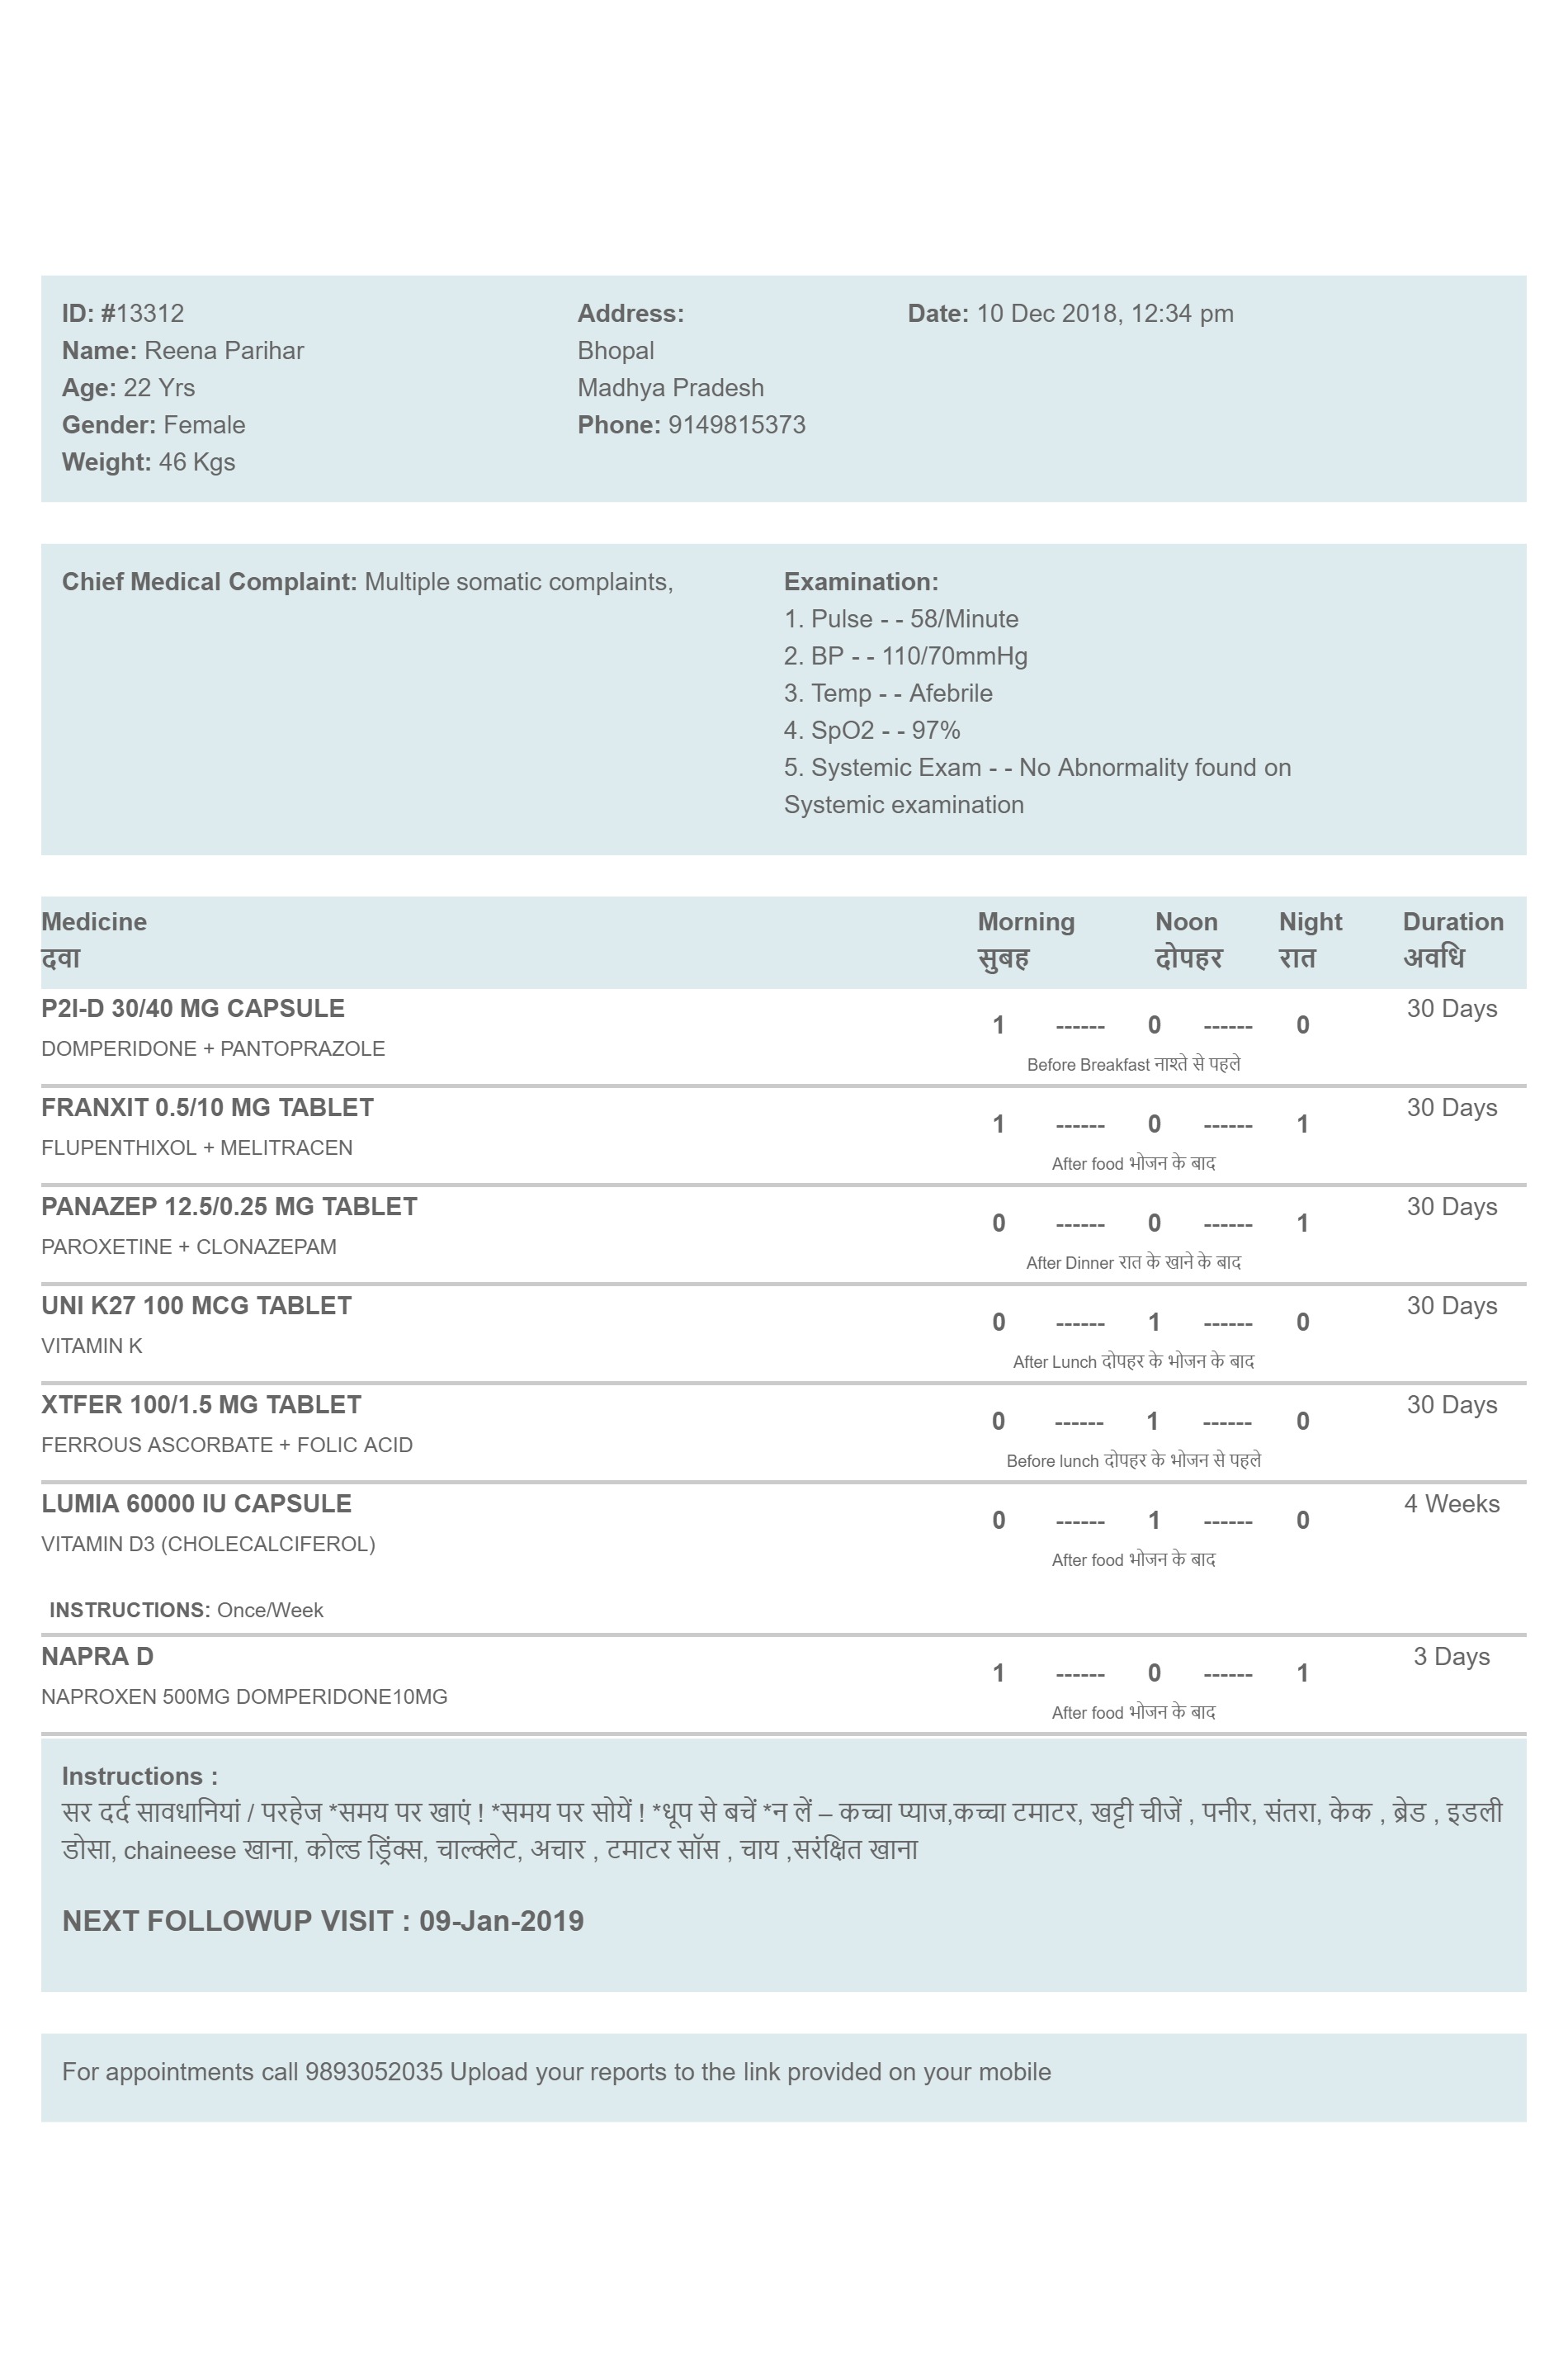 ID: #13312
Name: Reena Parihar
Age: 22 Yrs
Gender: Female
Weight: 46 Kgs
Address:
Bhopal
Madhya Pradesh
Phone: 9149815373
Date: 10 Dec 2018, 12:34 pm
Chief Medical Complaint: Multiple somatic complaints,
Examination:
1. Pulse - - 58/Minute
2. BP - - 110/70mmHg
3. Temp - - Afebrile
4. SpO2 - - 97%
5. Systemic Exam - - No Abnormality found on
Systemic examination
Medicine Morning Noon Night Duration
दवा सुबह दोपहर रात अवधि
P2I-D 30/40 MG CAPSULE 30 Days
1 ------ 0 ------ 0
DOMPERIDONE + PANTOPRAZOLE
Before Breakfast नाश्ते से पहले
FRANXIT 0.5/10 MG TABLET 30 Days
1 ------ 0 ------ 1
FLUPENTHIXOL + MELITRACEN
After food भोजन के बाद
PANAZEP 12.5/0.25 MG TABLET 30 Days
0 ------ 0 ------ 1
PAROXETINE + CLONAZEPAM
After Dinner रात के खाने के बाद
UNI K27 100 MCG TABLET 30 Days
0 ------ 1 ------ 0
VITAMIN K
After Lunch दोपहर के भोजन के बाद
XTFER 100/1.5 MG TABLET 30 Days
0 ------ 1 ------ 0
FERROUS ASCORBATE + FOLIC ACID
Before lunch दोपहर के भोजन से पहले
LUMIA 60000 IU CAPSULE 4 Weeks
0 ------ 1 ------ 0
VITAMIN D3 (CHOLECALCIFEROL)
After food भोजन के बाद
INSTRUCTIONS: Once/Week
NAPRA D 3 Days
1 ------ 0 ------ 1
NAPROXEN 500MG DOMPERIDONE10MG
After food भोजन के बाद
Instructions :
सर दर्द सावधानियां / परहेज *समय पर खाएं ! *समय पर सोयें ! *धूप से बचें *न लें – कच्चा प्याज,कच्चा टमाटर, खट्टी चीजें , पनीर, संतरा, केक , ब्रेड , इडली
डोसा, chaineese खाना, कोल्ड ड्रिंक्स, चाल्क्लेट, अचार , टमाटर सॉस , चाय ,सरंक्षित खाना
NEXT FOLLOWUP VISIT : 09-Jan-2019
For appointments call 9893052035 Upload your reports to the link provided on your mobile